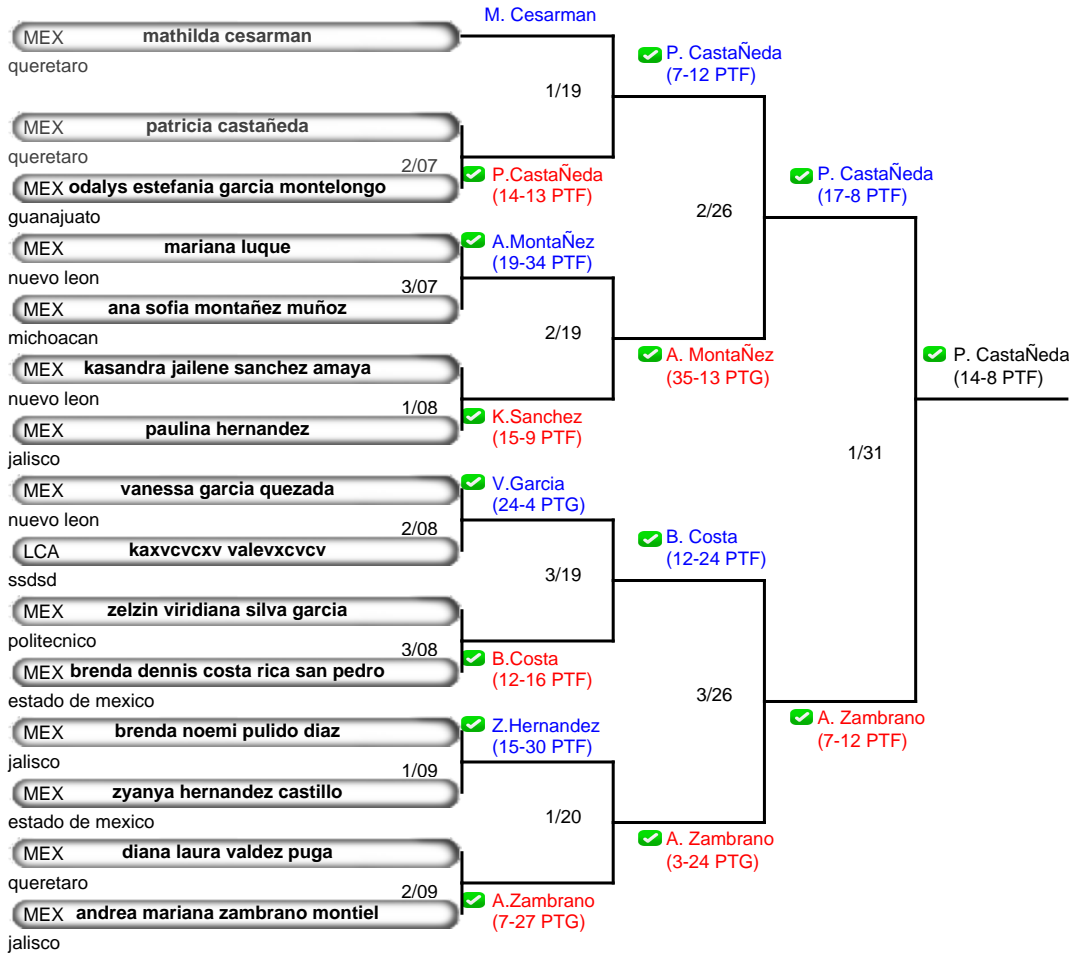 M. Cesarman
MEX mathilda cesarman
queretaro
P. CastaÑeda
(7-12 PTF)
1/19
MEX patricia castañeda
queretaro
2/07
MEX odalys estefania garcia montelongo
guanajuato
P.CastaÑeda
(14-13 PTF)
P. CastaÑeda
(17-8 PTF)
2/26
MEX mariana luque
nuevo leon
A.MontaÑez
(19-34 PTF)
3/07
MEX ana sofia montañez muñoz
michoacan
2/19
MEX kasandra jailene sanchez amaya
nuevo leon
A. MontaÑez
(35-13 PTG)
P. CastaÑeda
(14-8 PTF)
1/08
MEX paulina hernandez
jalisco
K.Sanchez
(15-9 PTF)
1/31
MEX vanessa garcia quezada
nuevo leon
V.Garcia
(24-4 PTG)
2/08
LCA kaxvcvcxv valevxcvcv
ssdsd
B. Costa
(12-24 PTF)
3/19
MEX zelzin viridiana silva garcia
politecnico
3/08
MEX brenda dennis costa rica san pedro
estado de mexico
B.Costa
(12-16 PTF)
3/26
MEX brenda noemi pulido diaz
jalisco
Z.Hernandez
(15-30 PTF)
A. Zambrano
(7-12 PTF)
1/09
MEX zyanya hernandez castillo
estado de mexico
1/20
MEX diana laura valdez puga
queretaro
A. Zambrano
(3-24 PTG)
2/09
MEX andrea mariana zambrano montiel
jalisco
A.Zambrano
(7-27 PTG)